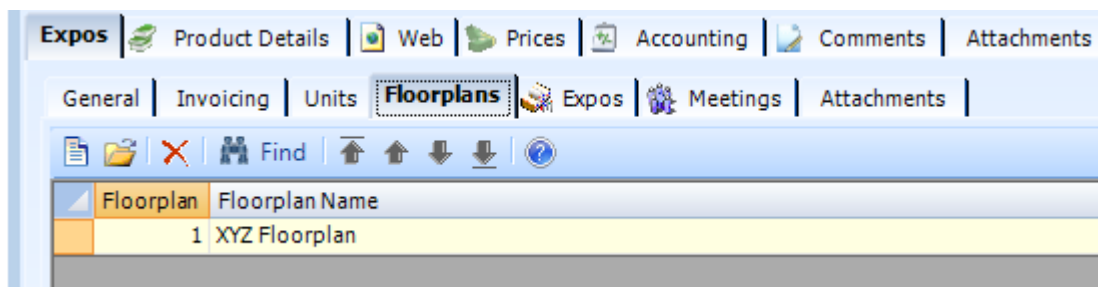 Expos Product Details Web Prices Accounting Comments Attachments
General Invoicing Units Floorplans Expos Meetings Attachments
Find
Floorplan Floorplan Name
1 XYZ Floorplan